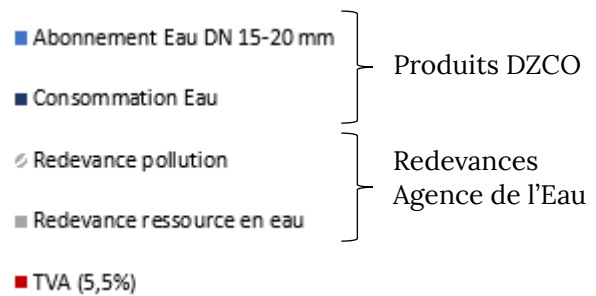 Abonnement Eau DN 15-20 mm
Consommation Eau
Produits DZCO
Redevance pollution
Redevance ressource en eau
Redevances
Agence de l'Eau
TVA (5,5%)